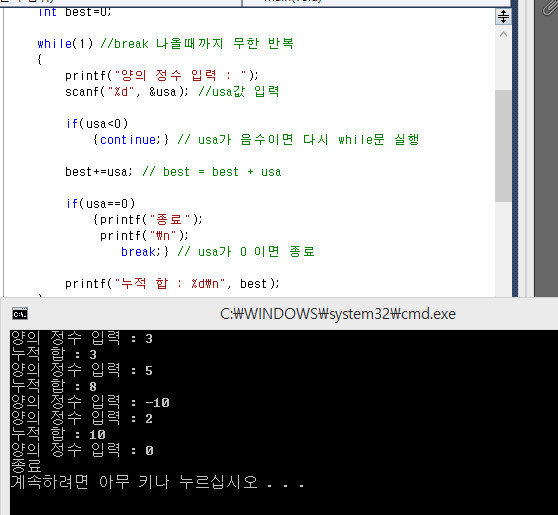 int best=0;
while(1) //break 나올때까지 무한 반복
{
printf("양의 정수 입력 : ");
scanf("%d", &usa); //usa값 입력
if(usa<0)
{continue;} // usa가 음수이면 다시 while문 실행
best+=usa; // best = best + usa
if(usa==0)
{printf("종료");
printf("₩n");
break;} // usa가 0 이면 종료
printf("누적 합 : %d₩n", best);
C:\.
C:₩WINDOWS₩system32₩cmd.exe
양의 정수 입력 : 3
누적 합 : 3
양의 정수 입력 : 5
누적 합 : 8
양의 정수 입력 : -10
양의 정수 입력 : 2
누적 합 : 10
양의 정수 입력 : 0
종료
계속하려면 아무 키나 누르십시오 . . .